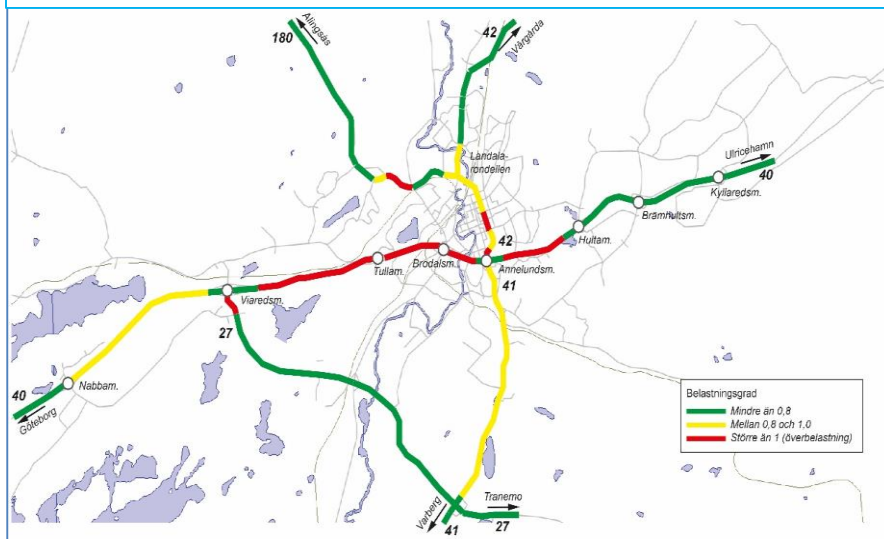 Alingsås
180
42
Vårgårda
Landala-
rondellen
Ulricehamn
40
Kyllaredsm.
Brämhultsm.
Hultam.
42
Annelundsm.
41
Brodalsm.
Tullam.
Viaredsm.
27
Nabbam.
40
Göteborg
Belastningsgrad
Mindre än 0,8
Mellan 0,8 och 1,0
Större än 1 (överbelastning)
Varberg
41
Tranemo
27